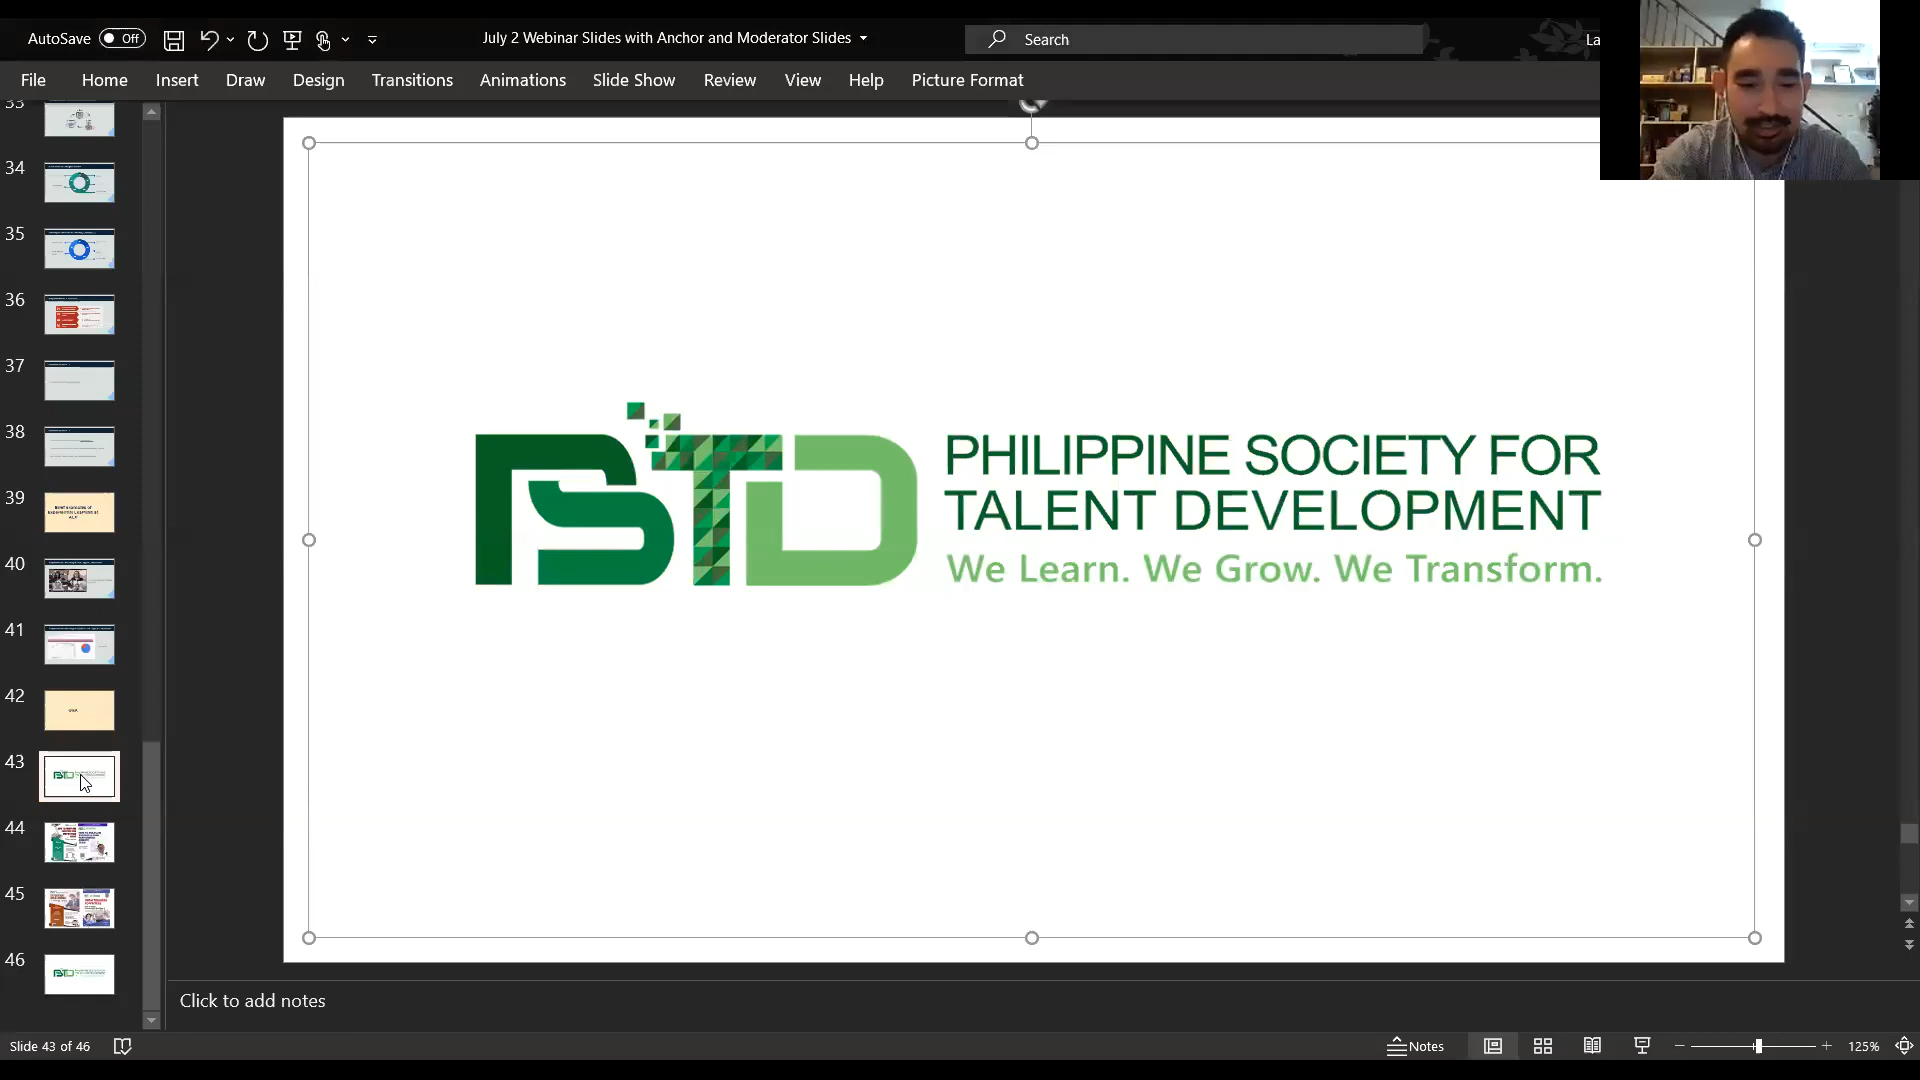 AutoSave Off
July 2 Webinar Slides with Anchor and Moderator Slides
Search
La
File Home Insert Draw Design Transitions Animations Slide Show Review View Help Picture Format
33
34
35
36
37
38
39
40
41
42
43
44
45
46
PSTD
PHILIPPINE SOCIETY FOR
TALENT DEVELOPMENT
We Learn. We Grow. We Transform.
Click to add notes
Slide 43 of 46
Notes
125%